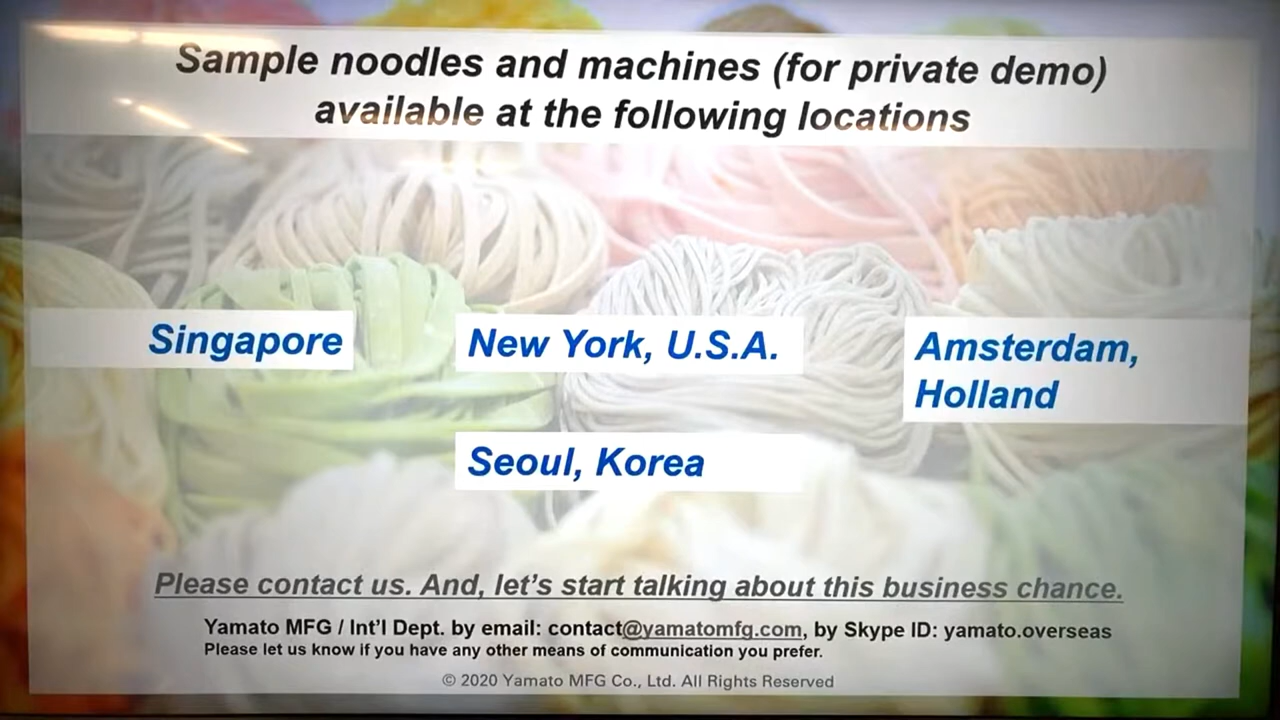 Sample noodles and machines (for private demo)
available at the following locations
Singapore
New York, U.S.A.
Amsterdam,
Holland
Seoul, Korea
Please contact us. And, let's start talking about this business chance.
Yamato MFG / Int'l Dept. by email: contact@yamatomfg.com, by Skype ID: yamato.overseas
Please let us know if you have any other means of communication you prefer.
© 2020 Yamato MFG Co., Ltd. All Rights Reserved